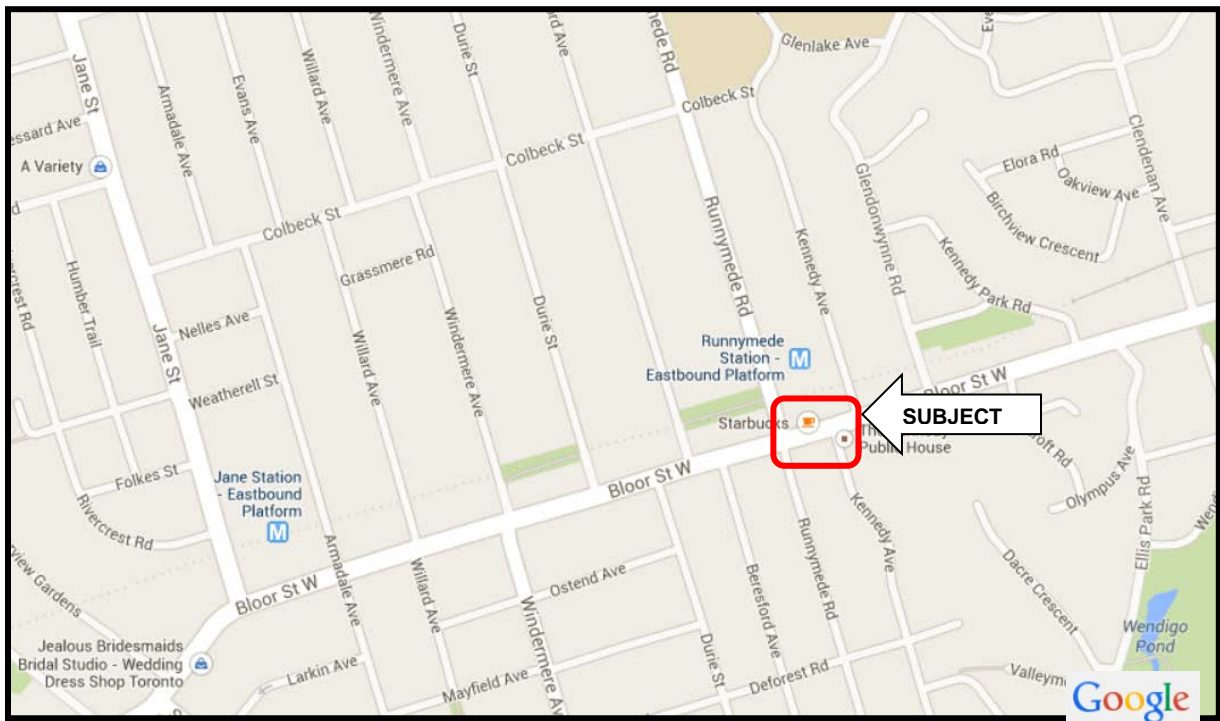 Jane St
Armadale Ave
Evans Ave
Willard Ave
Windermere Ave
Durie St
Glenlake Ave
Colbeck St
A Variety
Colbeck St
Colbeck St
Runnymede Rd
Kennedy Ave
Glendonwynne Rd
Elora Rd
Oakview Ave
Birchview Crescent
Clendenan Ave
Kennedy Park Rd
Grassmere Rd
Humber Trail
Nelles Ave
Jane St
Willard Ave
Windermere Ave
Durie St
Weatherell St
Runnymede
Station -
Eastbound Platform
M
Bloor St W
SUBJECT
Starbucks
Public House
Folkes St
Jane Station
- Eastbound
Platform
M
Rivercrest Rd
Bloor St W
Bloor St W
Armadale Ave
Willard Ave
Windermere Av
Ostend Ave
Durie St
Beresford Ave
Runnymede Rd
Kennedy Ave
Olympus Ave
Ellis Park Rd
Dacre Crescent
Wendigo
Pond
Jealous Bridesmaids
Bridal Studio - Wedding
Dress Shop Toronto
Larkin Ave
Mayfield Ave
Deforest Rd
Google